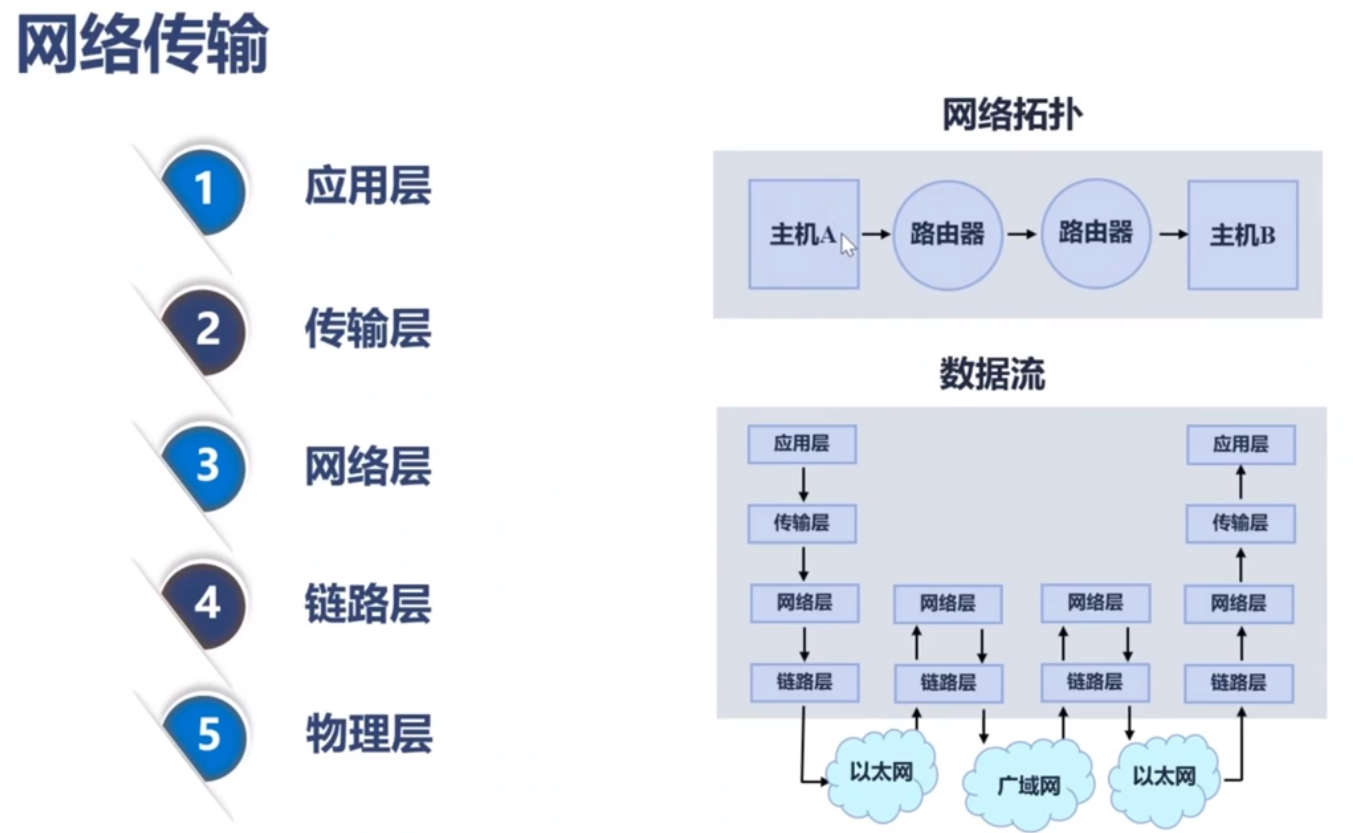 网络传输
1 应用层
2 传输层
3 网络层
4 链路层
5 物理层
网络拓扑
主机A 路由器 路由器 主机B
数据流
应用层 应用层
传输层 传输层
网络层 网络层 网络层 网络层
链路层 链路层 链路层 链路层
以太网 广域网 以太网